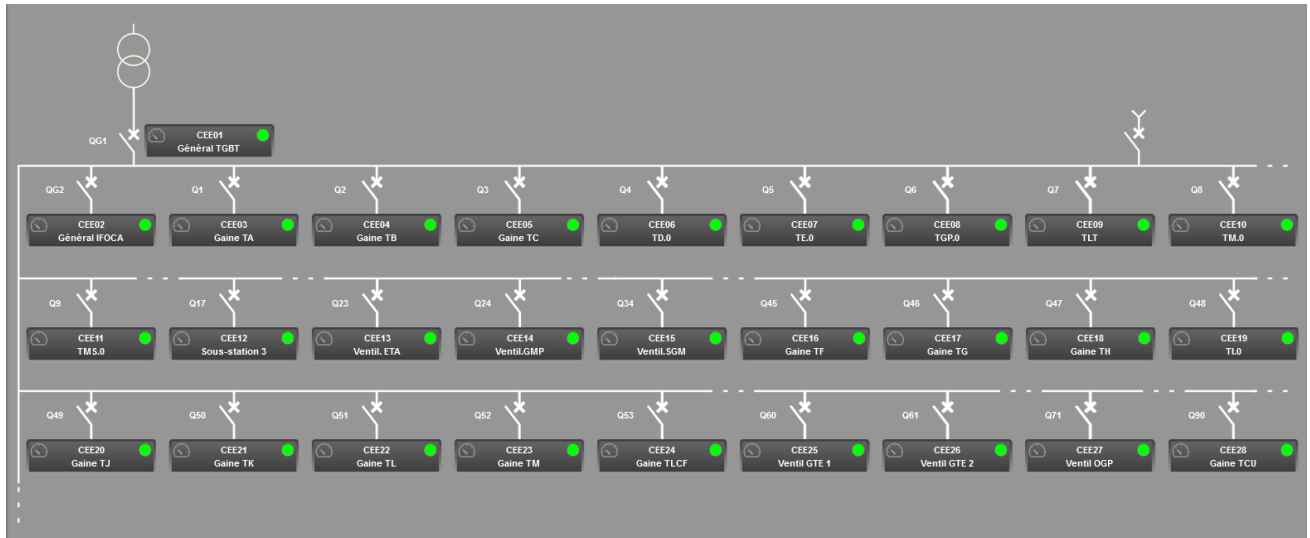 QG1
CEE01
Général TGBT
QG2
CEE02
Général IFOCA
Q1
CEE03
Gaine TA
Q2
CEE04
Gaine TB
Q3
CEE05
Gaine TC
Q4
CEE06
TD.0
Q5
CEE07
TE.0
Q6
CEE08
TGP.0
Q7
CEE09
TLT
Q8
CEE10
TM.0
Q9
CEE11
TMS.0
Q17
CEE12
Sous-station 3
Q23
CEE13
Ventil. ETA
Q24
CEE14
Ventil.GMP
Q34
CEE15
Ventil.SGM
Q45
CEE16
Gaine TF
Q46
CEE17
Gaine TG
Q47
CEE18
Gaine TH
Q48
CEE19
TI.0
Q49
CEE20
Gaine TJ
Q50
CEE21
Gaine TK
Q51
CEE22
Gaine TL
Q52
CEE23
Gaine TM
Q53
CEE24
Gaine TLCF
Q60
CEE25
Ventil GTE 1
Q61
CEE26
Ventil GTE 2
Q71
CEE27
Ventil OGP
Q90
CEE28
Gaine TCU